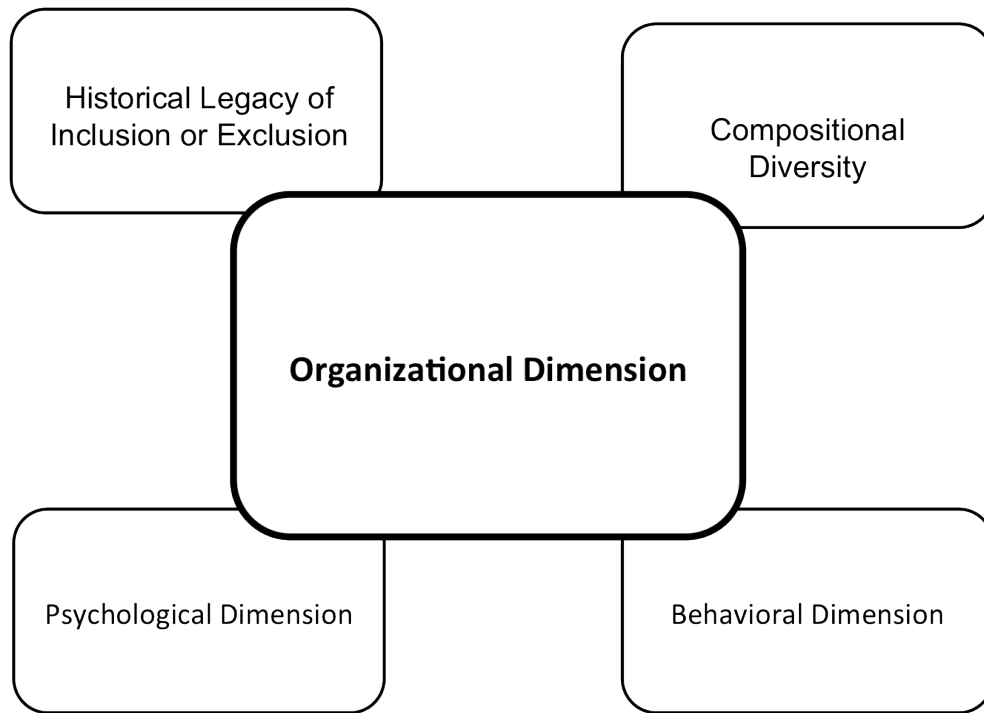 Historical Legacy of
Inclusion or Exclusion
Compositional
Diversity
Organizational Dimension
Psychological Dimension
Behavioral Dimension